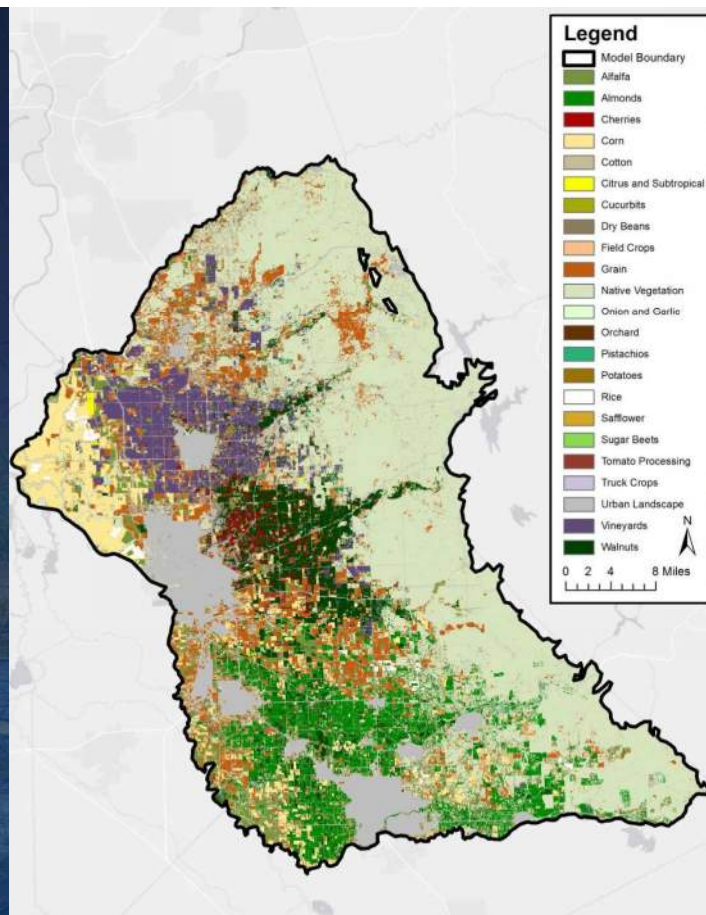 Legend
Model Boundary
Alfalfa
Almonds
Cherries
Corn
Cotton
Citrus and Subtropical
Cucurbits
Dry Beans
Field Crops
Grain
Native Vegetation
Onion and Garlic
Orchard
Pistachios
Potatoes
Rice
Safflower
Sugar Beets
Tomato Processing
Truck Crops
Urban Landscape
Vineyards
Walnuts
N
0 2 4 8 Miles